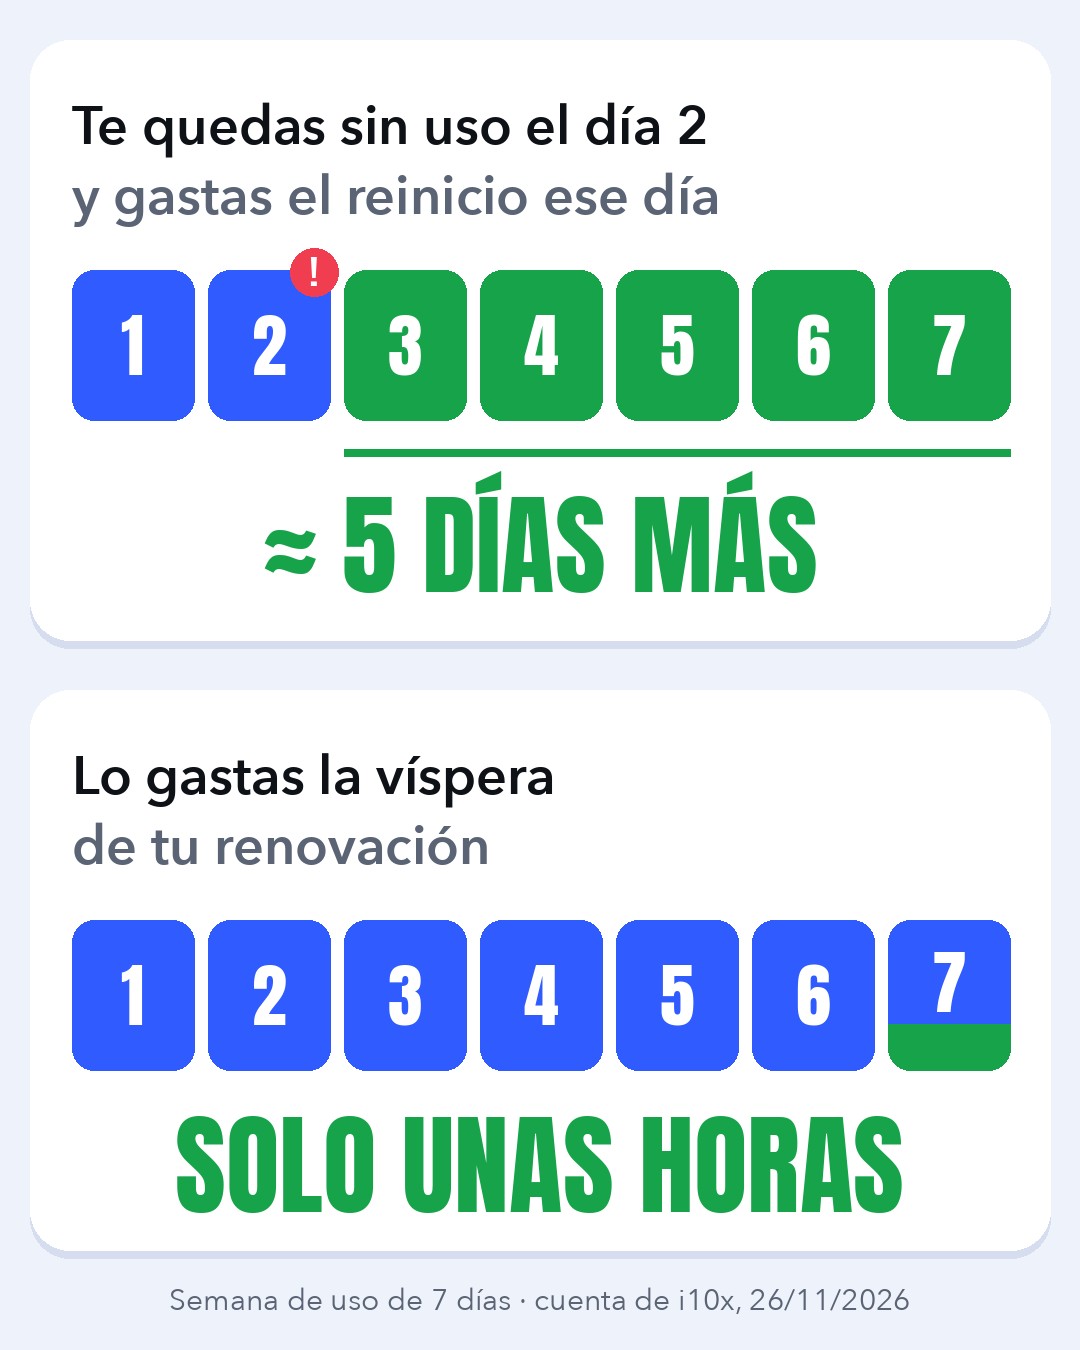 Te quedas sin uso el día 2
y gastas el reinicio ese día
!
1 2 3 4 5 6 7
≈ 5 DÍAS MÁS
Lo gastas la víspera
de tu renovación
1 2 3 4 5 6 7
SOLO UNAS HORAS
Semana de uso de 7 días · cuenta de i10x, 26/11/2026